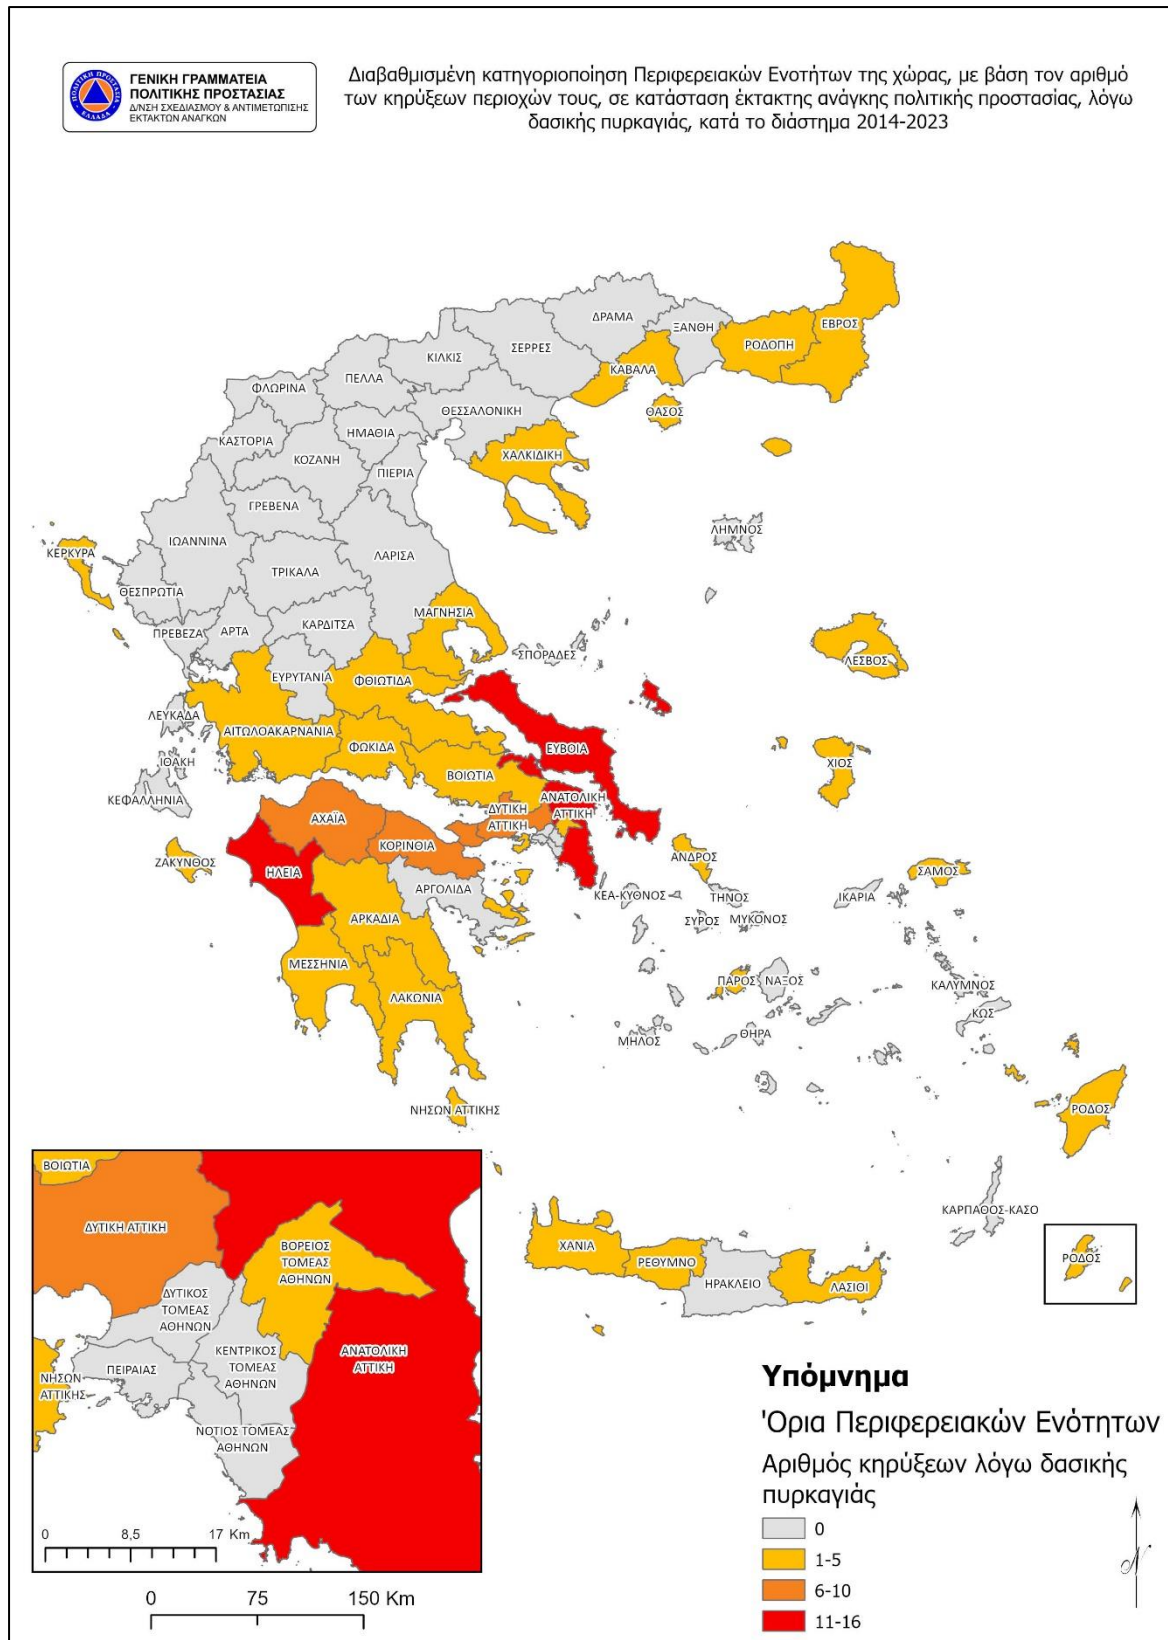 ΓΕΝΙΚΗ ΓΡΑΜΜΑΤΕΙΑ
ΠΟΛΙΤΙΚΗΣ ΠΡΟΣΤΑΣΙΑΣ
Δ/ΝΣΗ ΣΧΕΔΙΑΣΜΟΥ & ΑΝΤΙΜΕΤΩΠΙΣΗΣ
ΕΚΤΑΚΤΩΝ ΑΝΑΓΚΩΝ
ΠΟΛΙΤΙΚΗ ΠΡΟΣΤΑΣΙΑ
ΕΛΛΑΔΑ
Διαβαθμισμένη κατηγοριοποίηση Περιφερειακών Ενοτήτων της χώρας, με βάση τον αριθμό
των κηρύξεων περιοχών τους, σε κατάσταση έκτακτης ανάγκης πολιτικής προστασίας, λόγω
δασικής πυρκαγιάς, κατά το διάστημα 2014-2023
ΔΡΑΜΑ
ΞΑΝΘΗ
ΕΒΡΟΣ
ΡΟΔΟΠΗ
ΣΕΡΡΕΣ
ΚΙΛΚΙΣ
ΚΑΒΑΛΑ
ΠΕΛΛΑ
ΦΛΩΡΙΝΑ
ΘΕΣΣΑΛΟΝΙΚΗ
ΘΑΣΟΣ
ΗΜΑΘΙΑ
ΚΑΣΤΟΡΙΑ
ΚΟΖΑΝΗ
ΧΑΛΚΙΔΙΚΗ
ΠΙΕΡΙΑ
ΓΡΕΒΕΝΑ
ΛΗΜΝΟΣ
ΙΩΑΝΝΙΝΑ
ΚΕΡΚΥΡΑ
ΛΑΡΙΣΑ
ΤΡΙΚΑΛΑ
ΘΕΣΠΡΩΤΙΑ
ΜΑΓΝΗΣΙΑ
ΚΑΡΔΙΤΣΑ
ΠΡΕΒΕΖΑ
ΑΡΤΑ
ΣΠΟΡΑΔΕΣ
ΛΕΣΒΟΣ
ΕΥΡΥΤΑΝΙΑ
ΦΘΙΩΤΙΔΑ
ΛΕΥΚΑΔΑ
ΑΙΤΩΛΟΑΚΑΡΝΑΝΙΑ
ΦΩΚΙΔΑ
ΕΥΒΟΙΑ
ΙΘΑΚΗ
ΧΙΟΣ
ΒΟΙΩΤΙΑ
ΚΕΦΑΛΛΗΝΙΑ
ΔΥΤΙΚΗ
ΑΤΤΙΚΗ
ΑΝΑΤΟΛΙΚΗ
ΑΤΤΙΚΗ
ΑΧΑΪΑ
ΚΟΡΙΝΘΙΑ
ΖΑΚΥΝΘΟΣ
ΑΝΔΡΟΣ
ΗΛΕΙΑ
ΣΑΜΟΣ
ΑΡΓΟΛΙΔΑ
ΚΕΑ-ΚΥΘΝΟΣ
ΤΗΝΟΣ
ΙΚΑΡΙΑ
ΑΡΚΑΔΙΑ
ΣΥΡΟΣ
ΜΥΚΟΝΟΣ
ΜΕΣΣΗΝΙΑ
ΠΑΡΟΣ
ΝΑΞΟΣ
ΚΑΛΥΜΝΟΣ
ΛΑΚΩΝΙΑ
ΚΩΣ
ΜΗΛΟΣ
ΘΗΡΑ
ΝΗΣΩΝ ΑΤΤΙΚΗΣ
ΡΟΔΟΣ
ΚΑΡΠΑΘΟΣ-ΚΑΣΟ
ΧΑΝΙΑ
ΡΕΘΥΜΝΟ
ΗΡΑΚΛΕΙΟ
ΛΑΣΙΘΙ
ΡΟΔΟΣ
ΒΟΙΩΤΙΑ
ΔΥΤΙΚΗ ΑΤΤΙΚΗ
ΒΟΡΕΙΟΣ
ΤΟΜΕΑΣ
ΑΘΗΝΩΝ
ΔΥΤΙΚΟΣ
ΤΟΜΕΑΣ
ΑΘΗΝΩΝ
ΚΕΝΤΡΙΚΟΣ
ΤΟΜΕΑΣ
ΑΘΗΝΩΝ
ΑΝΑΤΟΛΙΚΗ
ΑΤΤΙΚΗ
ΠΕΙΡΑΙΑΣ
ΝΗΣΩΝ
ΑΤΤΙΚΗΣ
ΝΟΤΙΟΣ ΤΟΜΕΑΣ
ΑΘΗΝΩΝ
0 8,5 17 Km
0 75 150 Km
Υπόμνημα
'Ορια Περιφερειακών Ενότητων
Αριθμός κηρύξεων λόγω δασικής
πυρκαγιάς
0
1-5
6-10
11-16
N